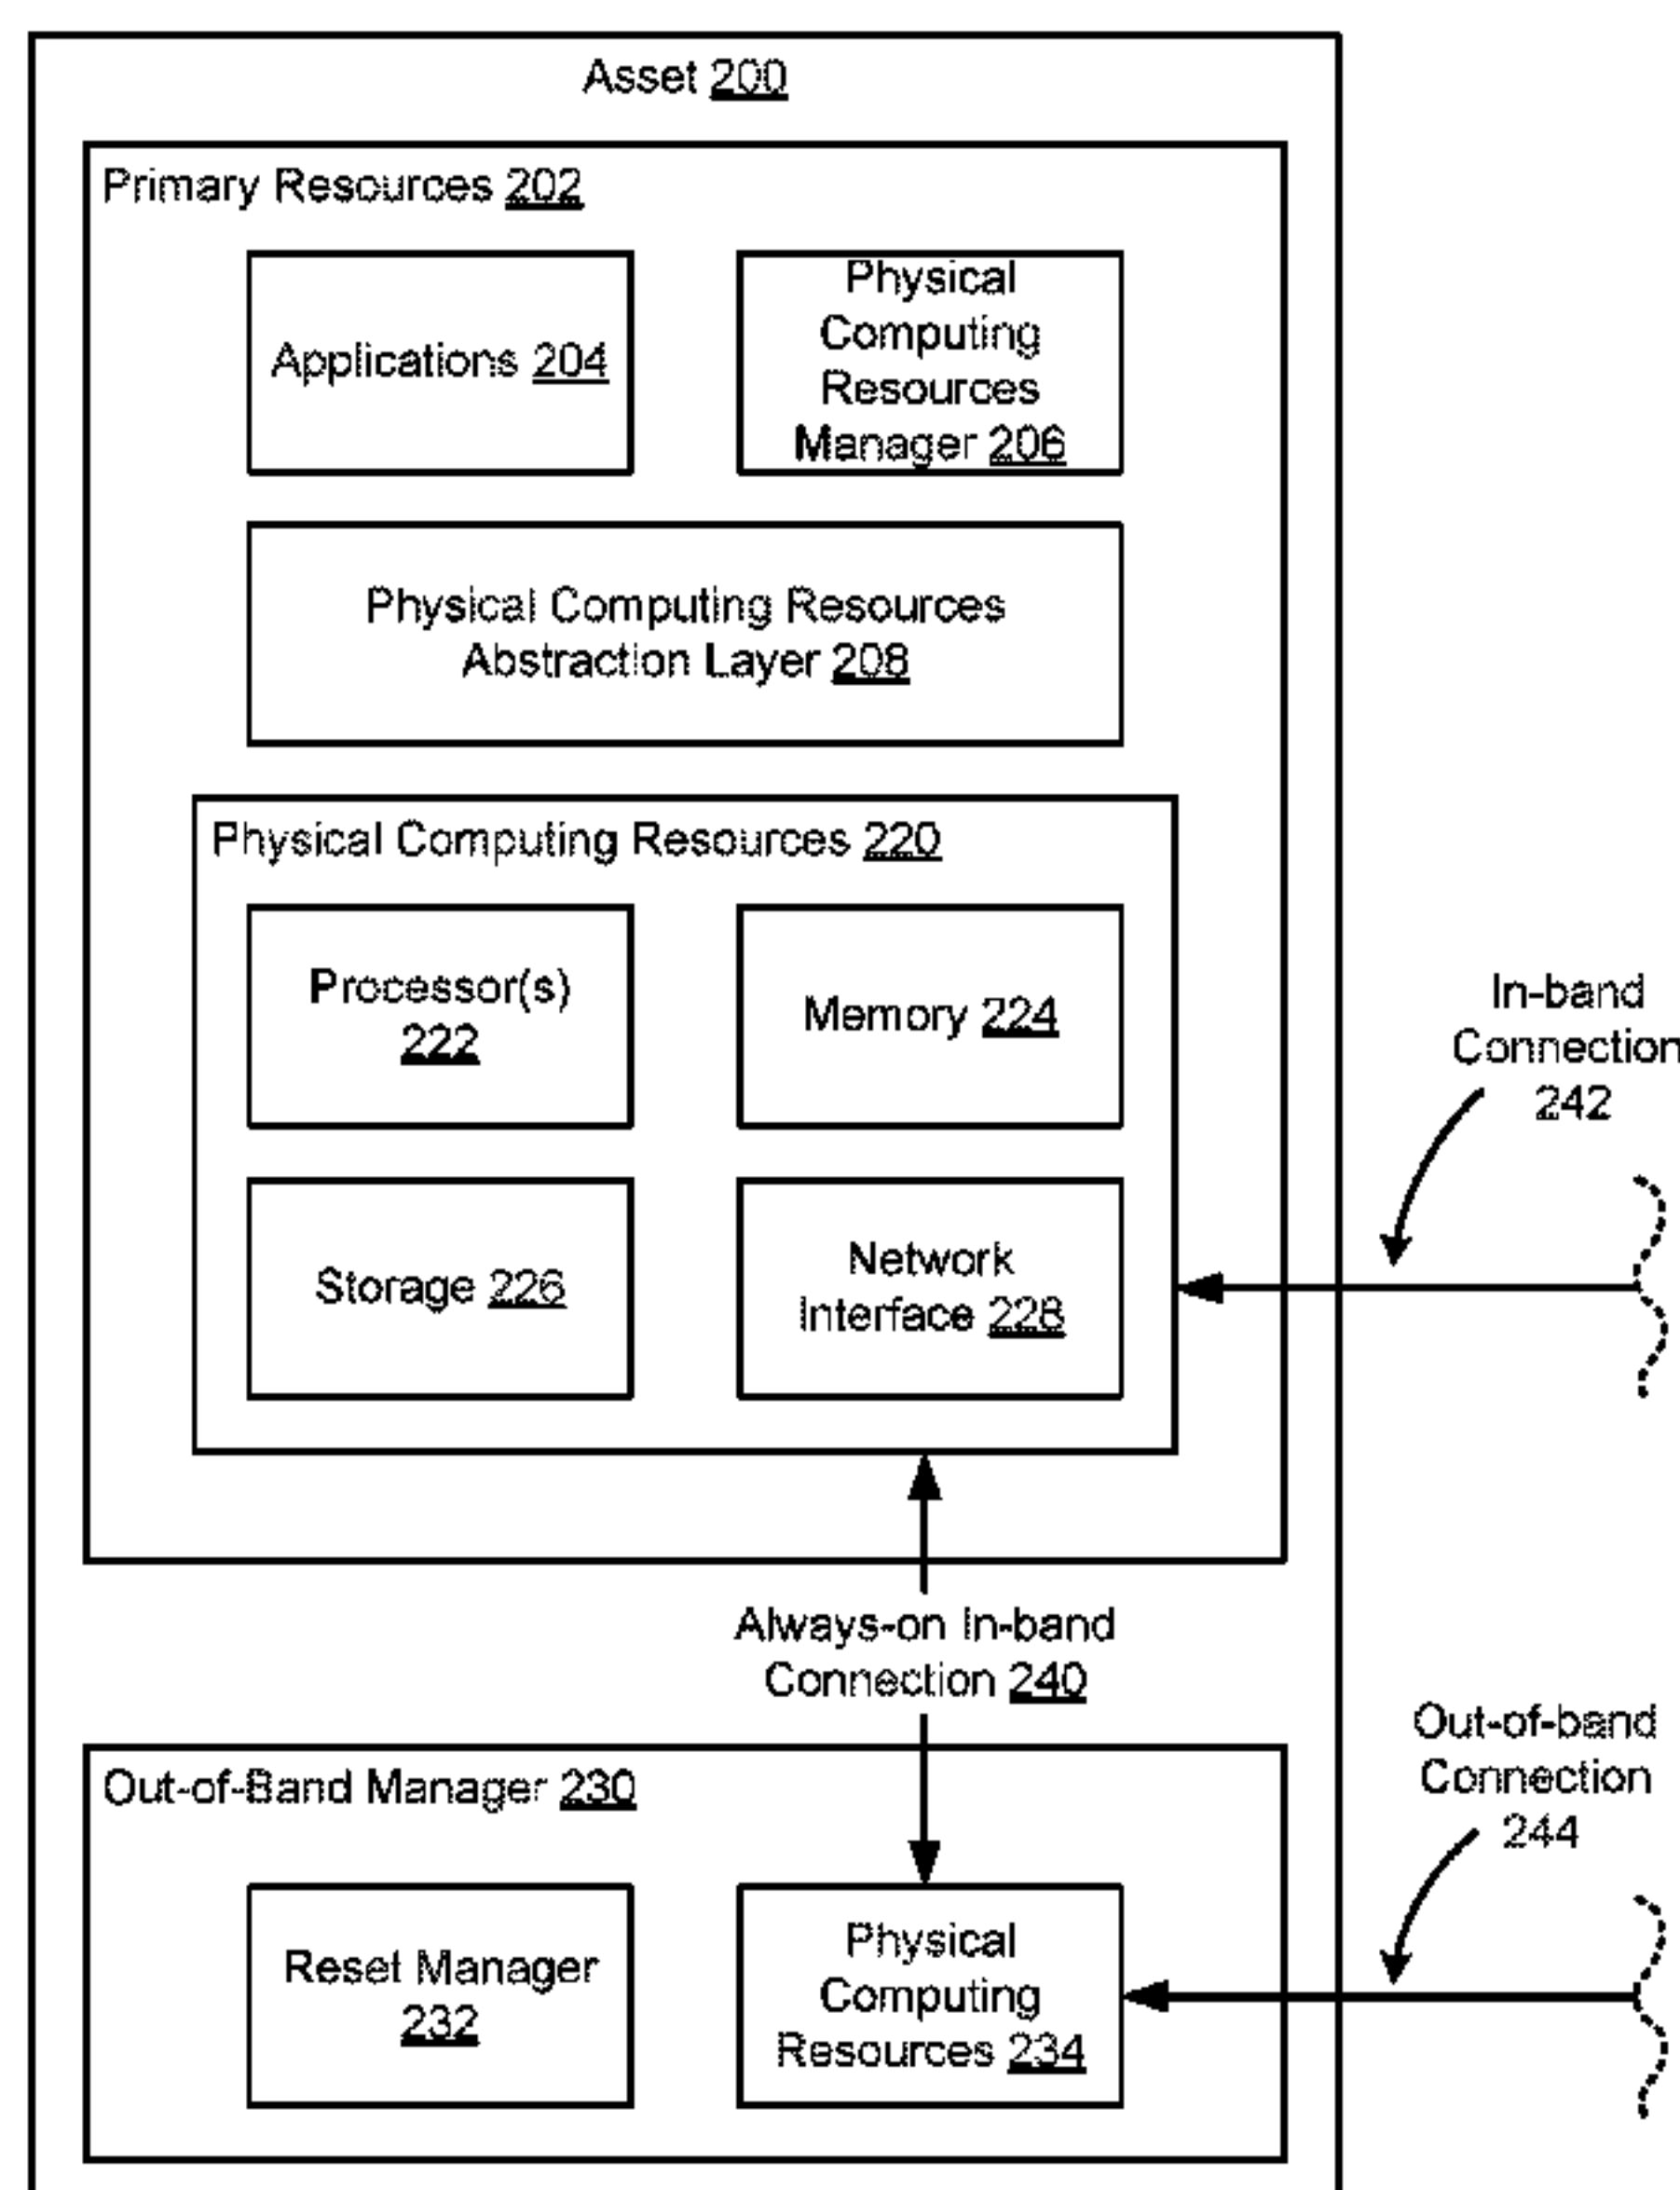 Asset 200
Primary Resources 202
Applications 204
Physical
Computing
Resources
Manager 206
Physical Computing Resources
Abstraction Layer 208
Physical Computing Resources 220
Processor(s)
222
Memory 224
Storage 226
Network
Interface 228
In-band
Connection
242
Always-on In-band
Connection 240
Out-of-band
Connection
244
Out-of-Band Manager 230
Reset Manager
232
Physical
Computing
Resources 234